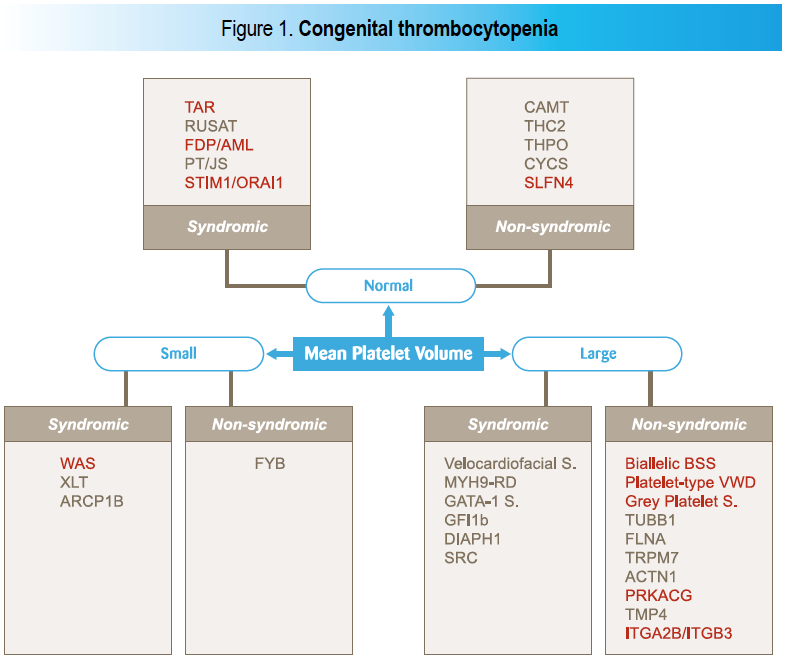 Figure 1. Congenital thrombocytopenia
TAR
RUSAT
FDP/AML
PT/JS
STIM1/ORAI1
Syndromic
CAMT
THC2
THPO
CYCS
SLFN4
Non-syndromic
Normal
Small
Mean Platelet Volume
Large
Syndromic
WAS
XLT
ARCP1B
Non-syndromic
FYB
Syndromic
Velocardiofacial S.
MYH9-RD
GATA-1 S.
GFI1b
DIAPH1
SRC
Non-syndromic
Biallelic BSS
Platelet-type VWD
Grey Platelet S.
TUBB1
FLNA
TRPM7
ACTN1
PRKACG
TMP4
ITGA2B/ITGB3